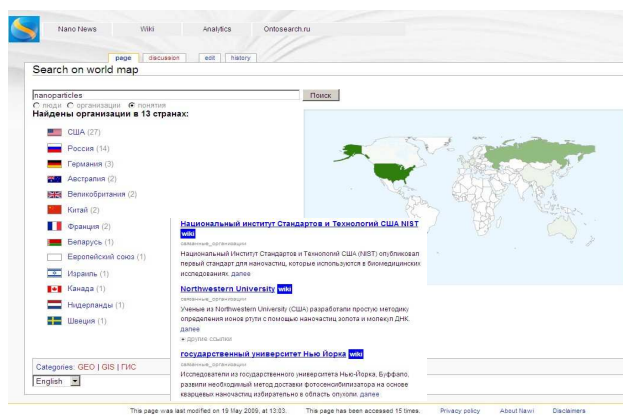 Nano News Wiki Analytics Ontosearch.ru
page discussion edit history
Search on world map
nanoparticles Поиск
люди организации понятия
Найдены организации в 13 странах:
США (27)
Россия (14)
Германия (3)
Австралия (2)
Великобритания (2)
Китай (2)
Франция (2)
Беларусь (1)
Европейский союз (1)
Израиль (1)
Канада (1)
Нидерланды (1)
Швеция (1)
Национальный институт Стандартов и Технологий США NIST
wiki
связанные_организации
Национальный Институт Стандартов и Технологий США (NIST) опубликовал
первый стандарт для наночастиц, которые используются в биомедицинских
исследованиях. далее
Northwestern University wiki
связанные_организации
Ученые из Northwestern University (США) разработали простую методику
определения ионов ртути с помощью наночастиц золота и молекул ДНК.
далее
другие ссылки
государственный университет Нью Йорка wiki
связанные_организации
Исследователи из государственного университета Нью-Йорка, Буффало,
развили необходимый метод доставки фотосенсибилизатора на основе
кварцевых наночастиц избирательно в область опухоли. далее
Categories: GEO | GIS | ГИС
English
This page was last modified on 19 May 2009, at 13:03. This page has been accessed 15 times. Privacy policy About Nawi Disclaimers